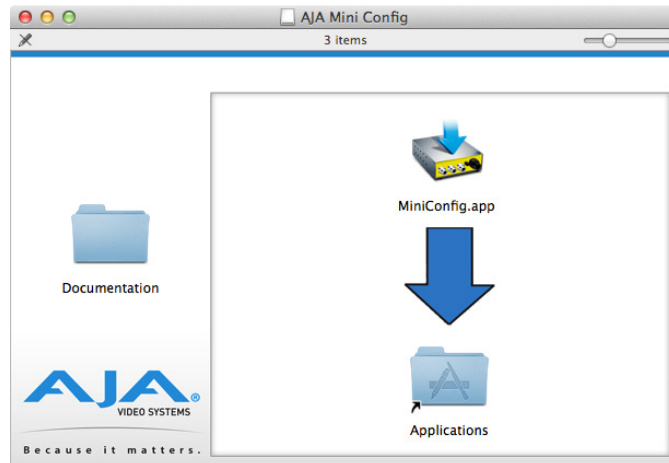 AJA Mini Config
3 items
MiniConfig.app
Documentation
Applications
AJA®
VIDEO SYSTEMS
Because it matters.